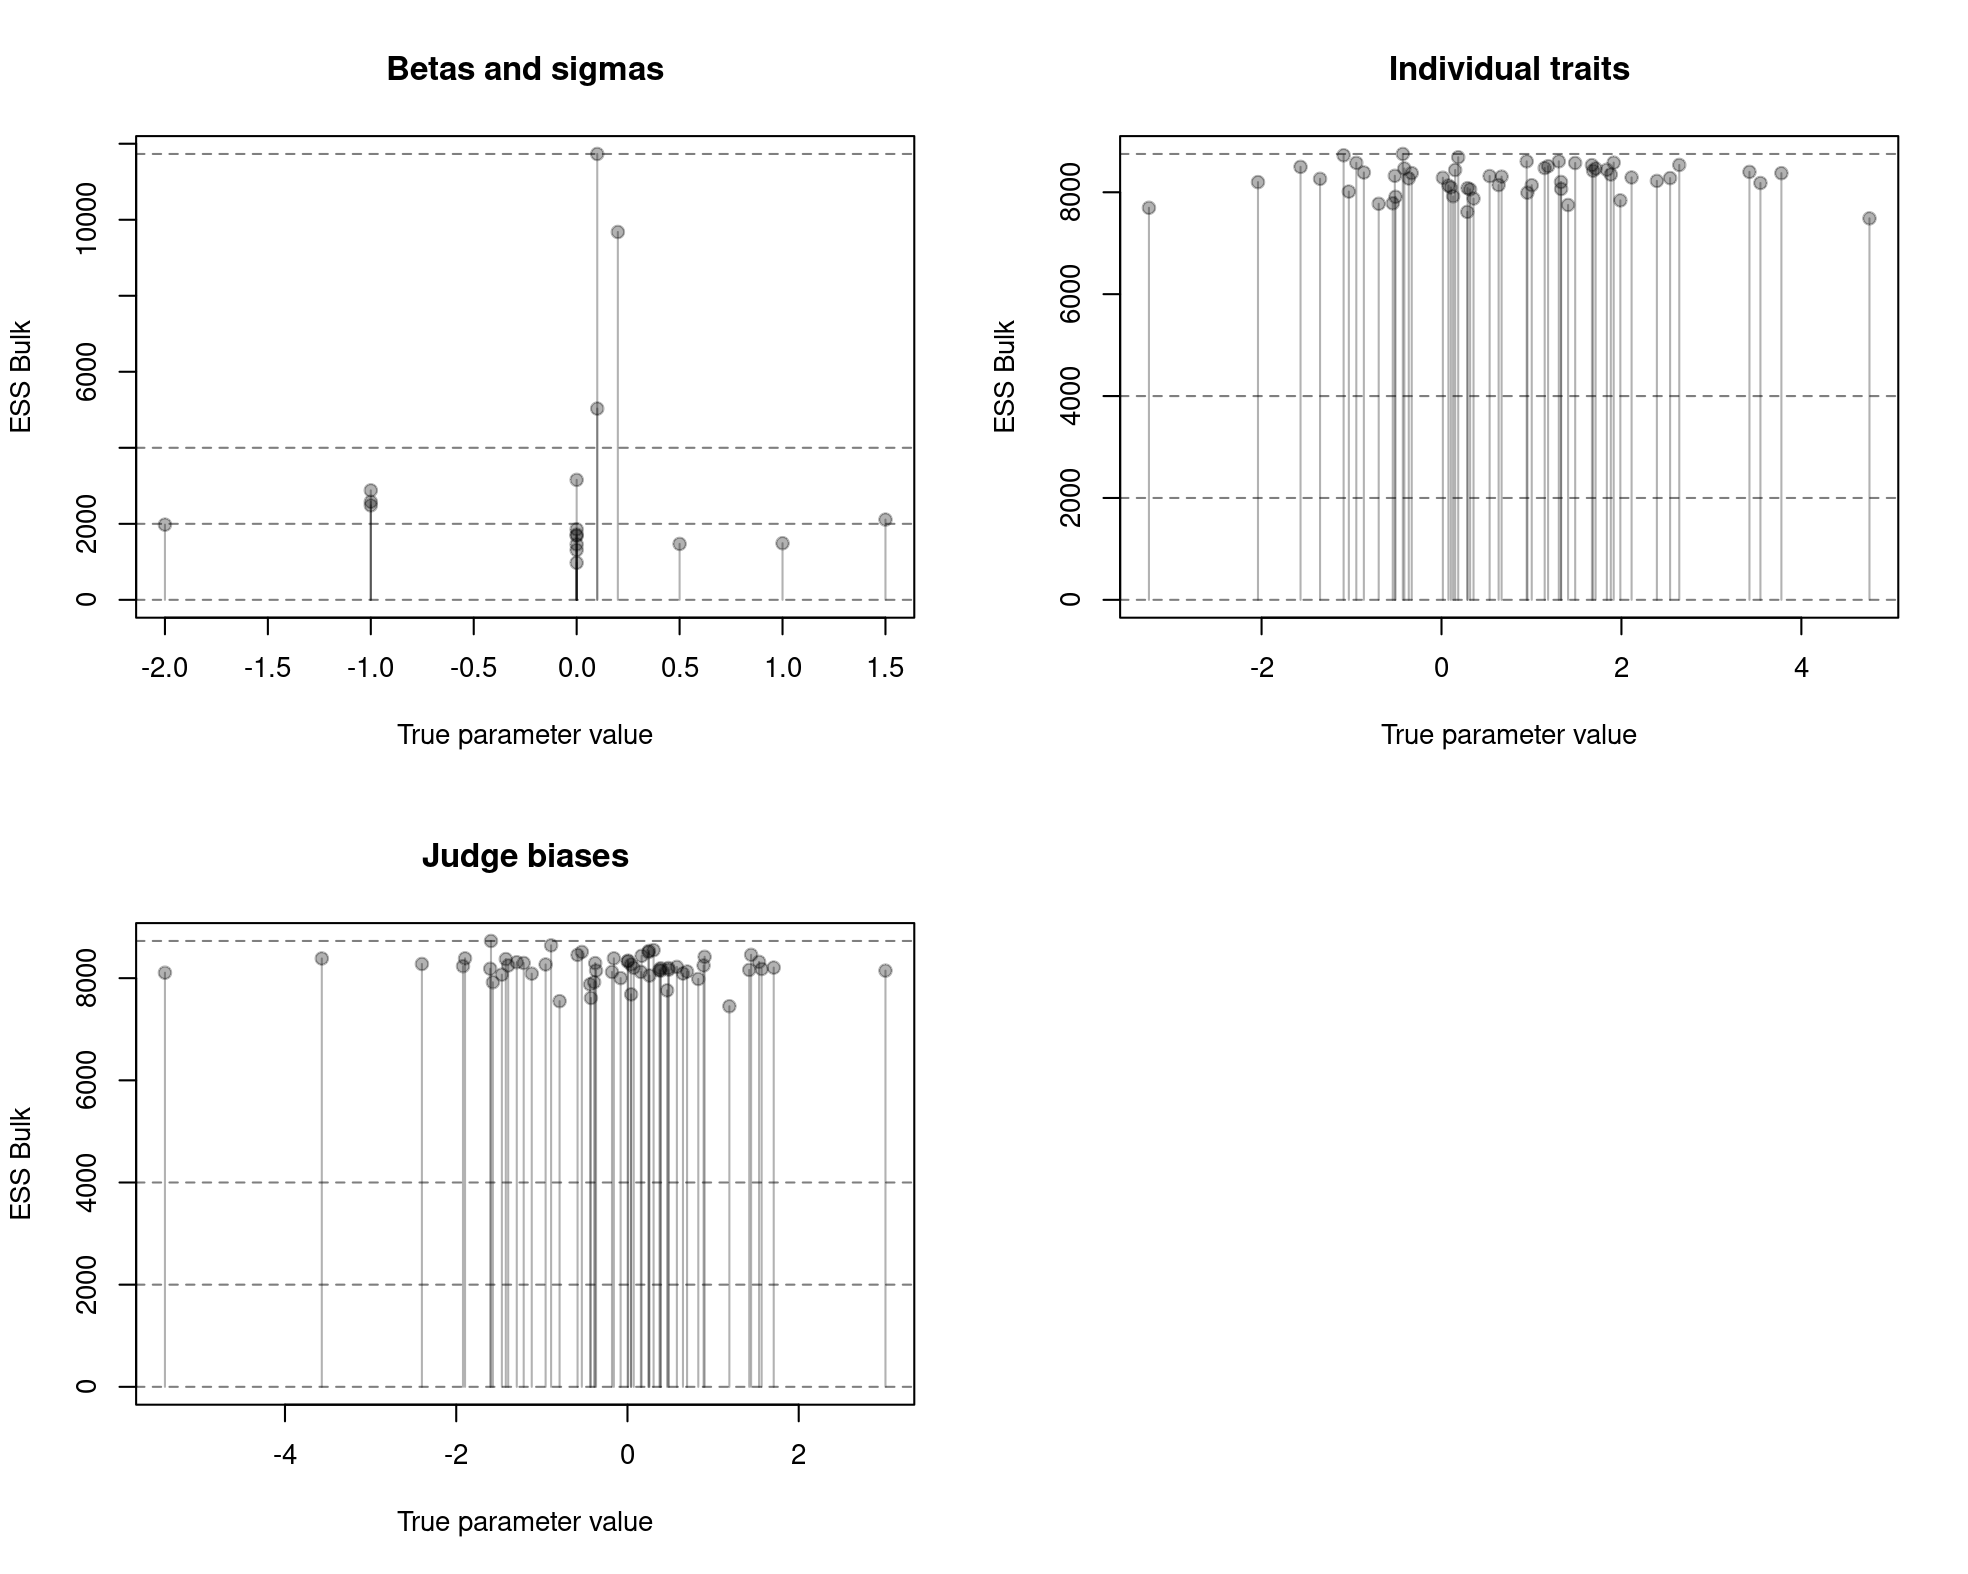 Betas and sigmas
ESS Bulk
10000
6000
2000
0
-2.0 -1.5 -1.0 -0.5 0.0 0.5 1.0 1.5
True parameter value
Individual traits
ESS Bulk
8000
6000
4000
2000
0
-2 0 2 4
True parameter value
Judge biases
ESS Bulk
8000
6000
4000
2000
0
-4 -2 0 2
True parameter value